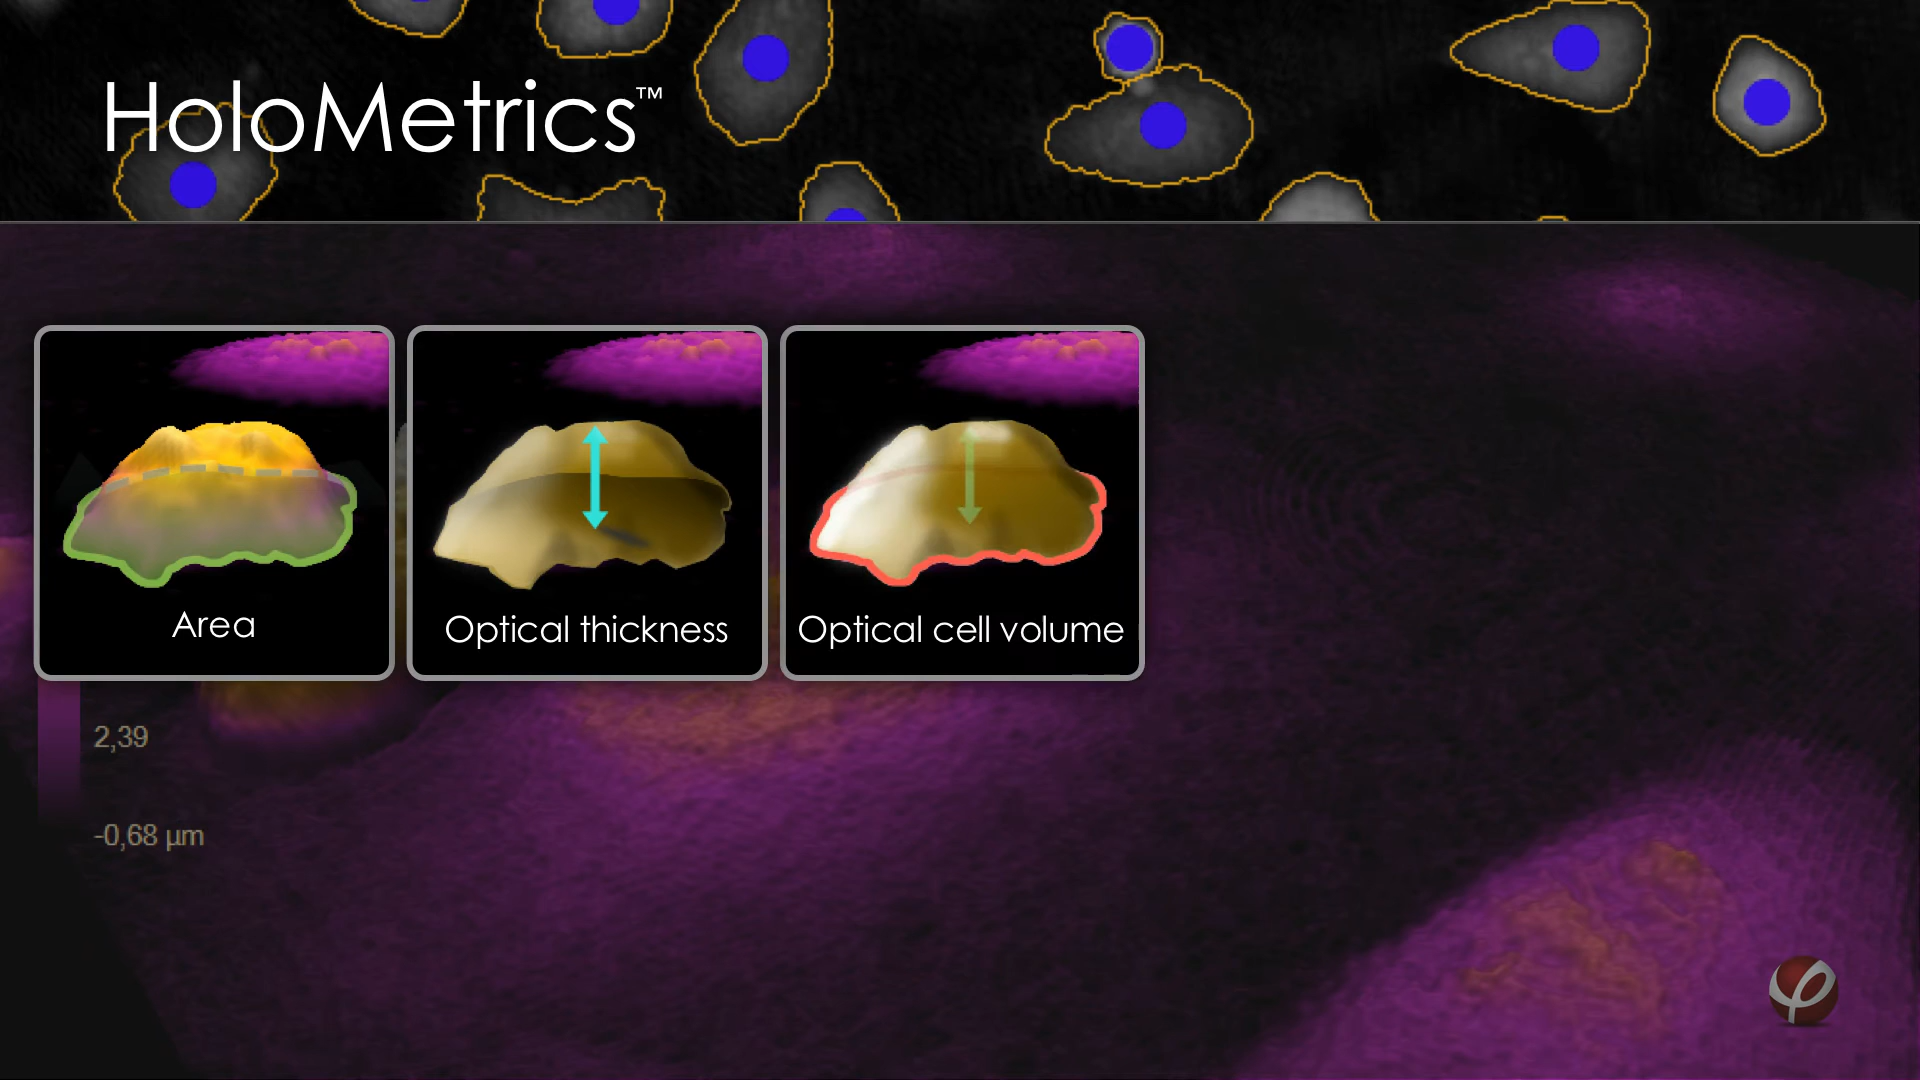 HoloMetrics™
Area
Optical thickness
Optical cell volume
2,39
-0,68 µm